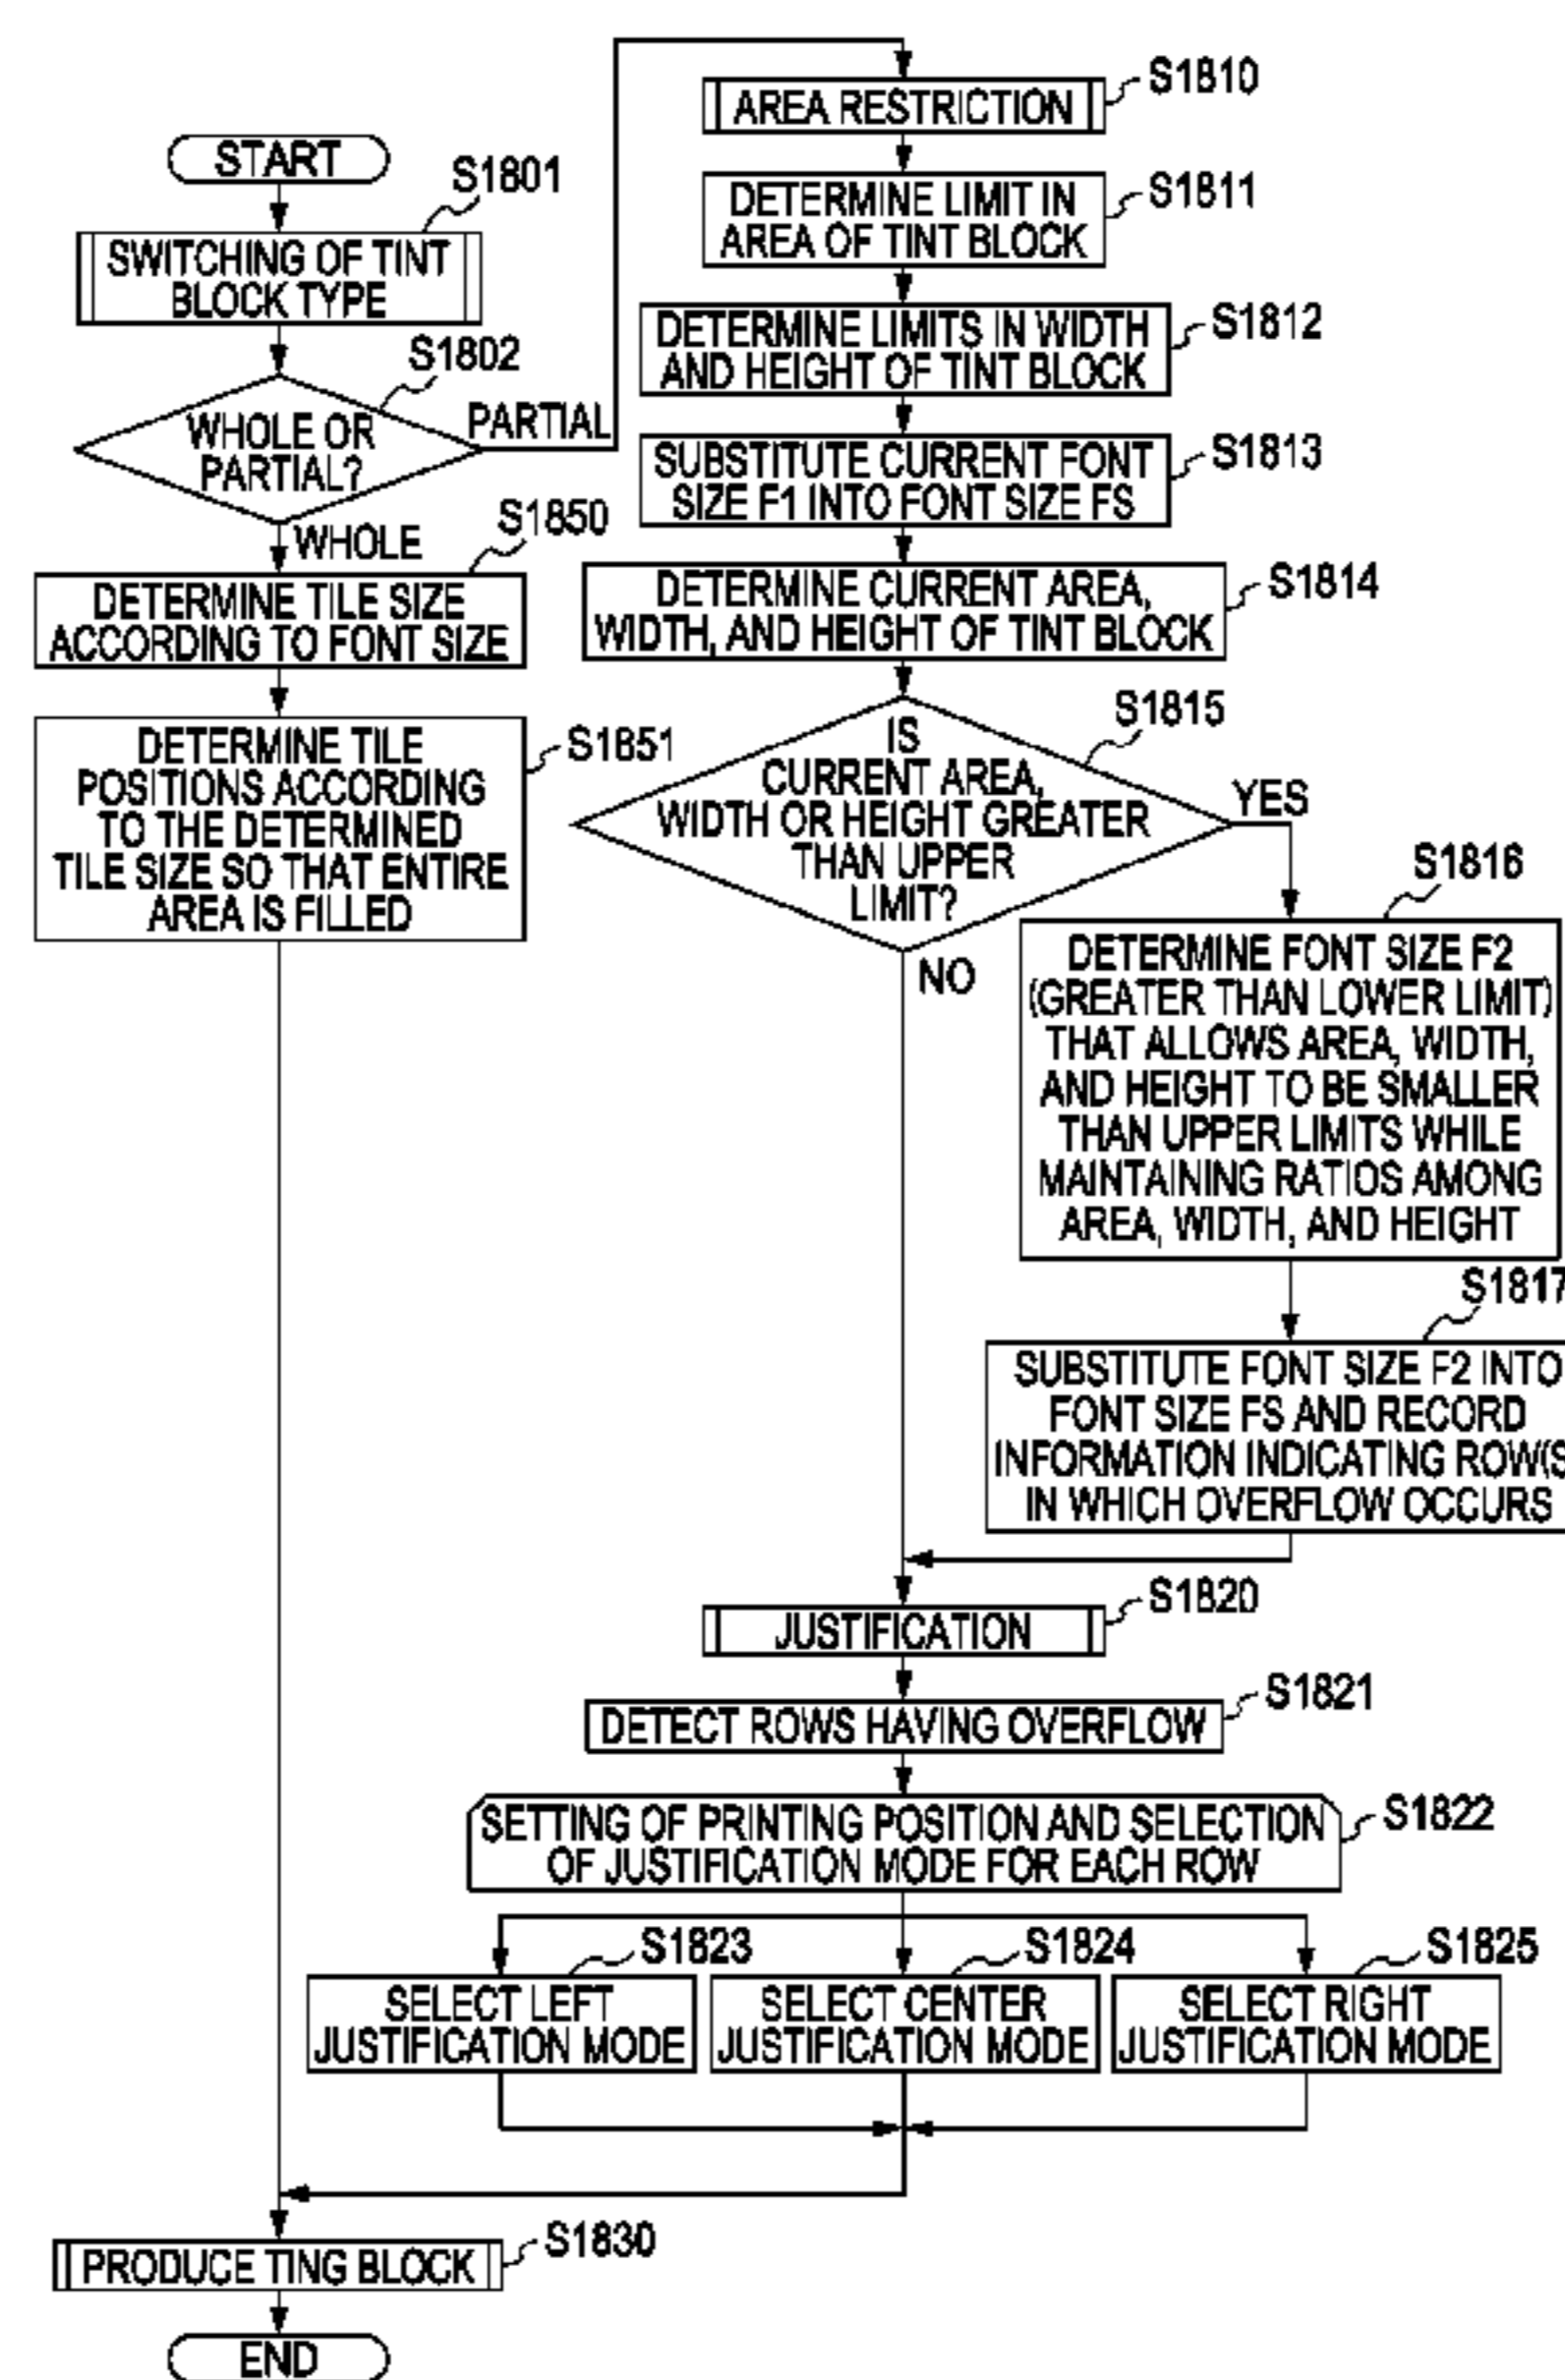 START
S1801
SWITCHING OF TINT
BLOCK TYPE
S1802
WHOLE OR
PARTIAL?
PARTIAL
WHOLE
S1850
DETERMINE TILE SIZE
ACCORDING TO FONT SIZE
S1851
DETERMINE TILE
POSITIONS ACCORDING
TO THE DETERMINED
TILE SIZE SO THAT ENTIRE
AREA IS FILLED
S1810
AREA RESTRICTION
S1811
DETERMINE LIMIT IN
AREA OF TINT BLOCK
S1812
DETERMINE LIMITS IN WIDTH
AND HEIGHT OF TINT BLOCK
S1813
SUBSTITUTE CURRENT FONT
SIZE F1 INTO FONT SIZE FS
S1814
DETERMINE CURRENT AREA,
WIDTH, AND HEIGHT OF TINT BLOCK
S1815
IS
CURRENT AREA,
WIDTH OR HEIGHT GREATER
THAN UPPER
LIMIT?
YES
NO
S1816
DETERMINE FONT SIZE F2
(GREATER THAN LOWER LIMIT)
THAT ALLOWS AREA, WIDTH,
AND HEIGHT TO BE SMALLER
THAN UPPER LIMITS WHILE
MAINTAINING RATIOS AMONG
AREA, WIDTH, AND HEIGHT
S1817
SUBSTITUTE FONT SIZE F2 INTO
FONT SIZE FS AND RECORD
INFORMATION INDICATING ROW(S
IN WHICH OVERFLOW OCCURS
S1820
JUSTIFICATION
S1821
DETECT ROWS HAVING OVERFLOW
S1822
SETTING OF PRINTING POSITION AND SELECTION
OF JUSTIFICATION MODE FOR EACH ROW
S1823
SELECT LEFT
JUSTIFICATION MODE
S1824
SELECT CENTER
JUSTIFICATION MODE
S1825
SELECT RIGHT
JUSTIFICATION MODE
S1830
PRODUCE TING BLOCK
END